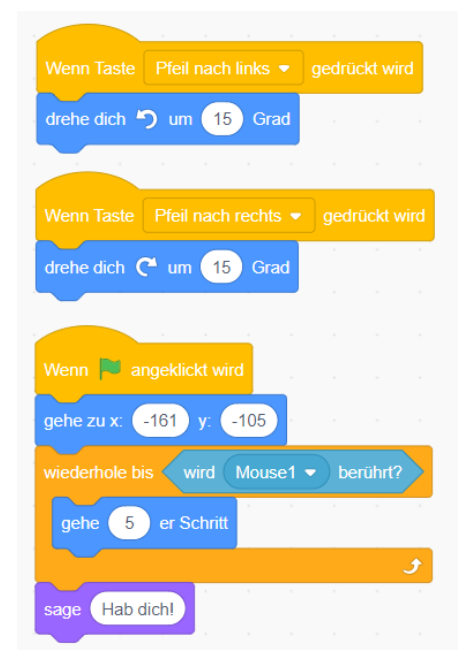 Wenn Taste Pfeil nach links gedrückt wird
drehe dich um 15 Grad
Wenn Taste Pfeil nach rechts gedrückt wird
drehe dich um 15 Grad
Wenn angeklickt wird
gehe zu x: -161 y: -105
wiederhole bis wird Mouse1 berührt?
gehe 5 er Schritt
sage Hab dich!